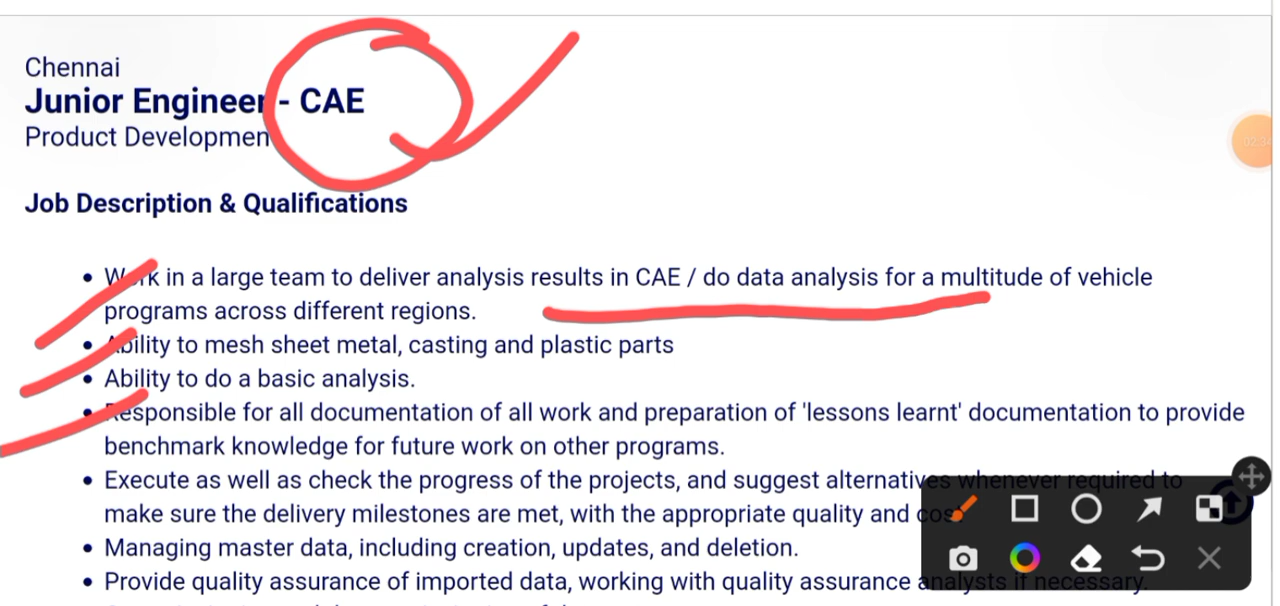 Chennai
Junior Engineer - CAE
Product Developmen
Job Description & Qualifications
• Work in a large team to deliver analysis results in CAE / do data analysis for a multitude of vehicle
programs across different regions.
• Ability to mesh sheet metal, casting and plastic parts
• Ability to do a basic analysis.
• Responsible for all documentation of all work and preparation of 'lessons learnt' documentation to provide
benchmark knowledge for future work on other programs.
• Execute as well as check the progress of the projects, and suggest alternatives whenever required to
make sure the delivery milestones are met, with the appropriate quality and cost.
• Managing master data, including creation, updates, and deletion.
• Provide quality assurance of imported data, working with quality assurance analysts if necessary.